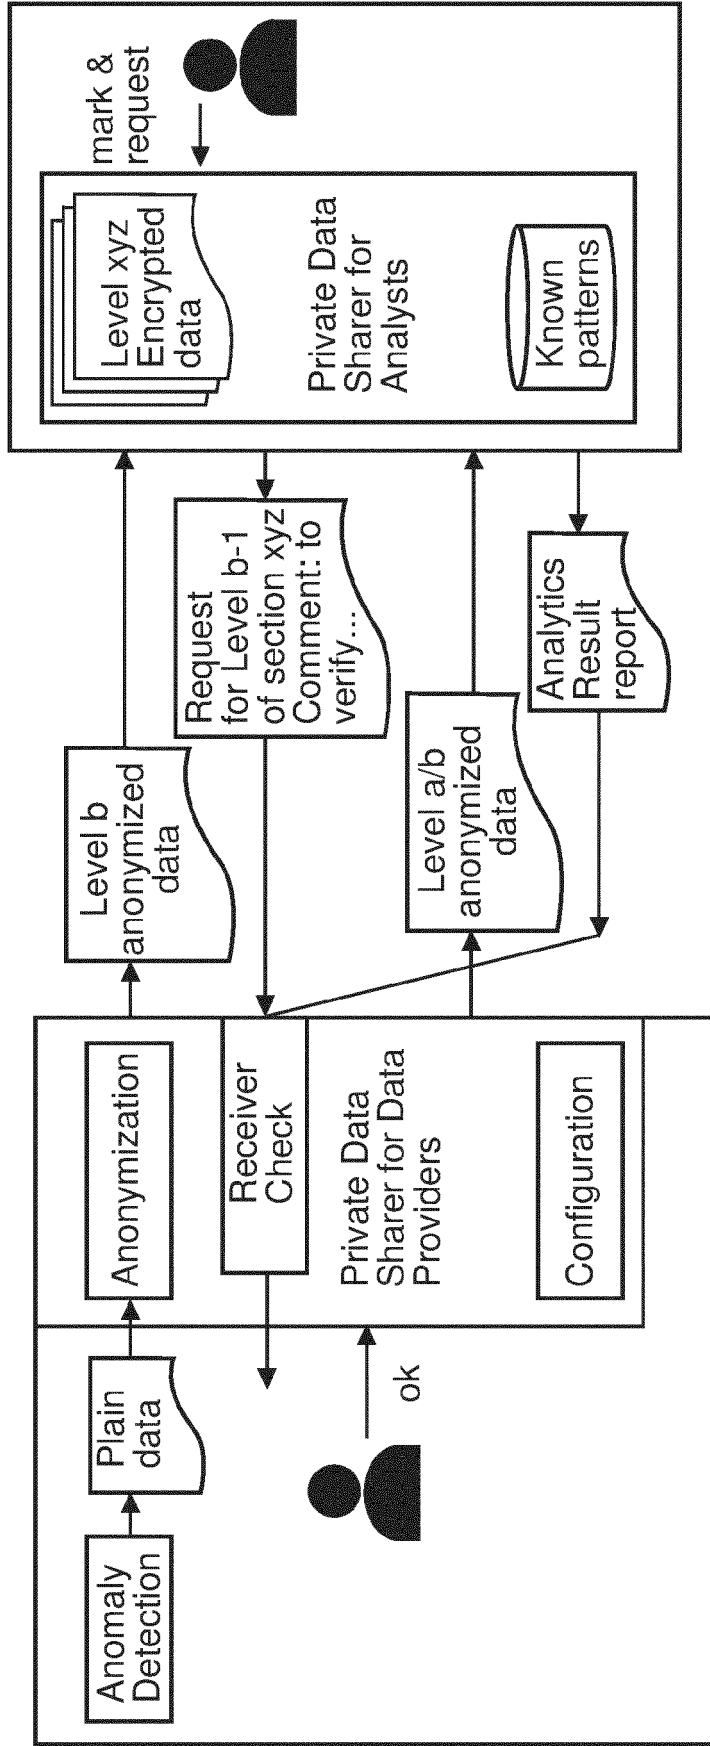 Anomaly
Detection
Plain
data
Anonymization
Level b
anonymized
data
Level xyz
Encrypted
data
mark &
request
Receiver
Check
Request
for Level b-1
of section xyz
Comment: to
verify...
Private Data
Sharer for
Analysts
ok
Private Data
Sharer for Data
Providers
Level a/b
anonymized
data
Configuration
Analytics
Result
report
Known
patterns